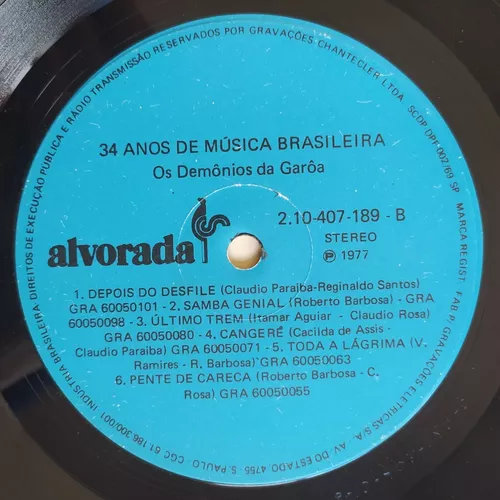 INDÚSTRIA BRASILEIRA DIREITOS DE EXECUÇÃO PÚBLICA E RÁDIO TRANSMISSÃO RESERVADOS POR GRAVAÇÕES CHANTECLER LTDA. SCDP DPF 002/69 SP MARCA REGIST. FAB. P/ GRAVAÇÕES ELÉTRICAS S/A.
34 ANOS DE MÚSICA BRASILEIRA
Os Demônios da Garôa
alvorada
2.10-407-189 - B
STEREO
Ⓟ 1977
1. DEPOIS DO DESFILE (Claudio Paraiba-Reginaldo Santos)
GRA 60050101 - 2. SAMBA GENIAL (Roberto Barbosa) - GRA
60050098 - 3. ÚLTIMO TREM (Itamar Aguiar - Claudio Rosa)
GRA 60050080 - 4. CANGERÉ (Cacilda de Assis -
Claudio Paraiba) GRA 60050071 - 5. TODA A LÁGRIMA (V.
Ramires - R. Barbosa) GRA 60050063
6. PENTE DE CARECA (Roberto Barbosa - C.
Rosa) GRA 60050055
AV. DO ESTADO 4755 - S. PAULO - CGC 61.186.300/001